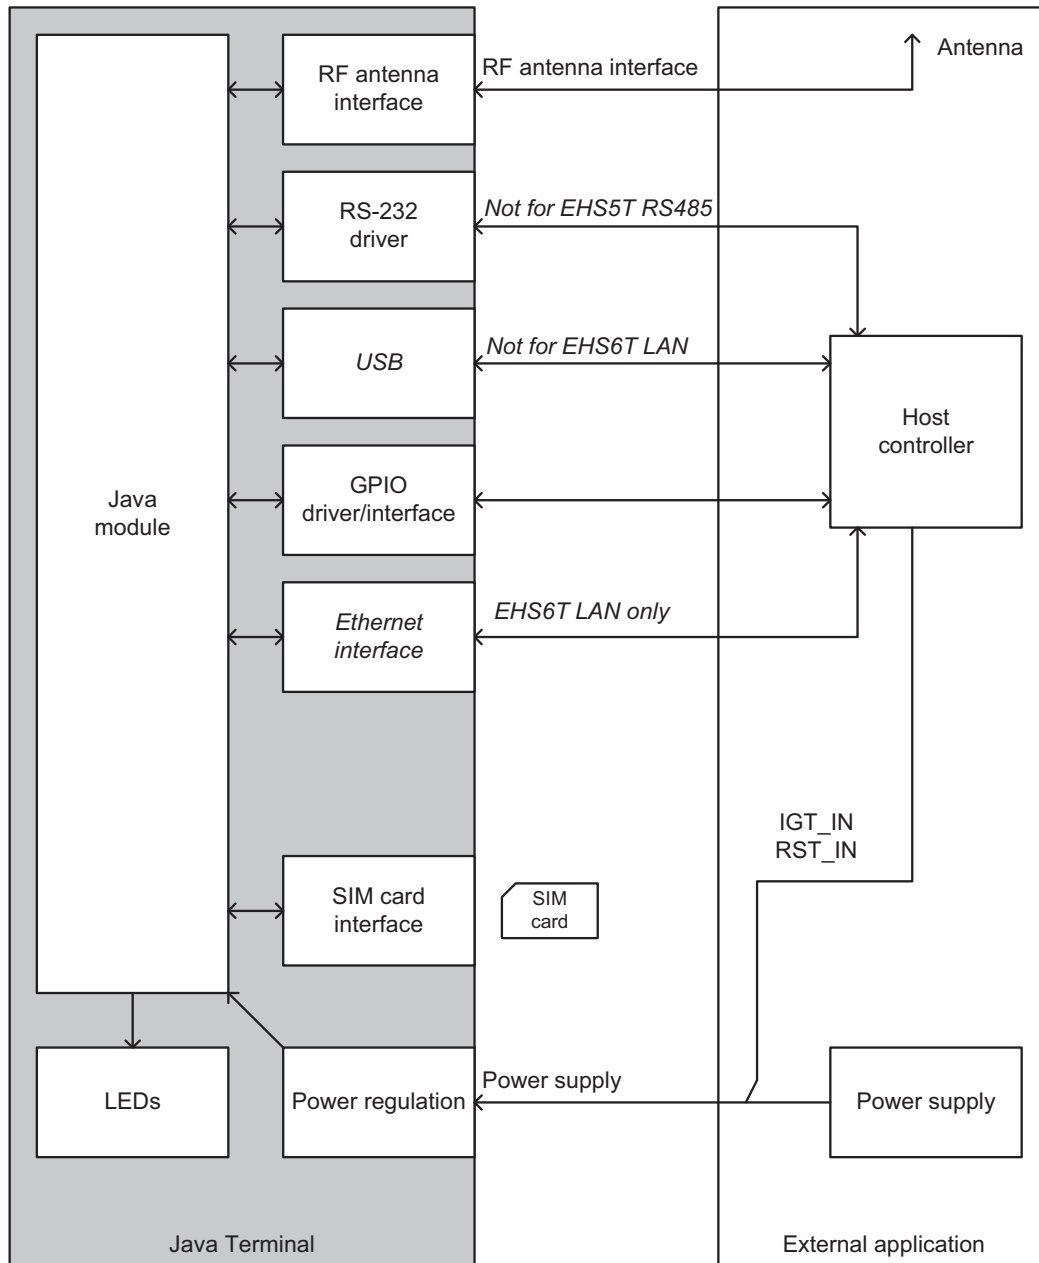 Antenna
RF antenna
interface
RF antenna interface
RS-232
driver
Not for EHS5T RS485
USB
Not for EHS6T LAN
Host
controller
Java
module
GPIO
driver/interface
Ethernet
interface
EHS6T LAN only
IGT_IN
RST_IN
SIM card
interface
SIM
card
LEDs
Power regulation
Power supply
Power supply
Java Terminal
External application